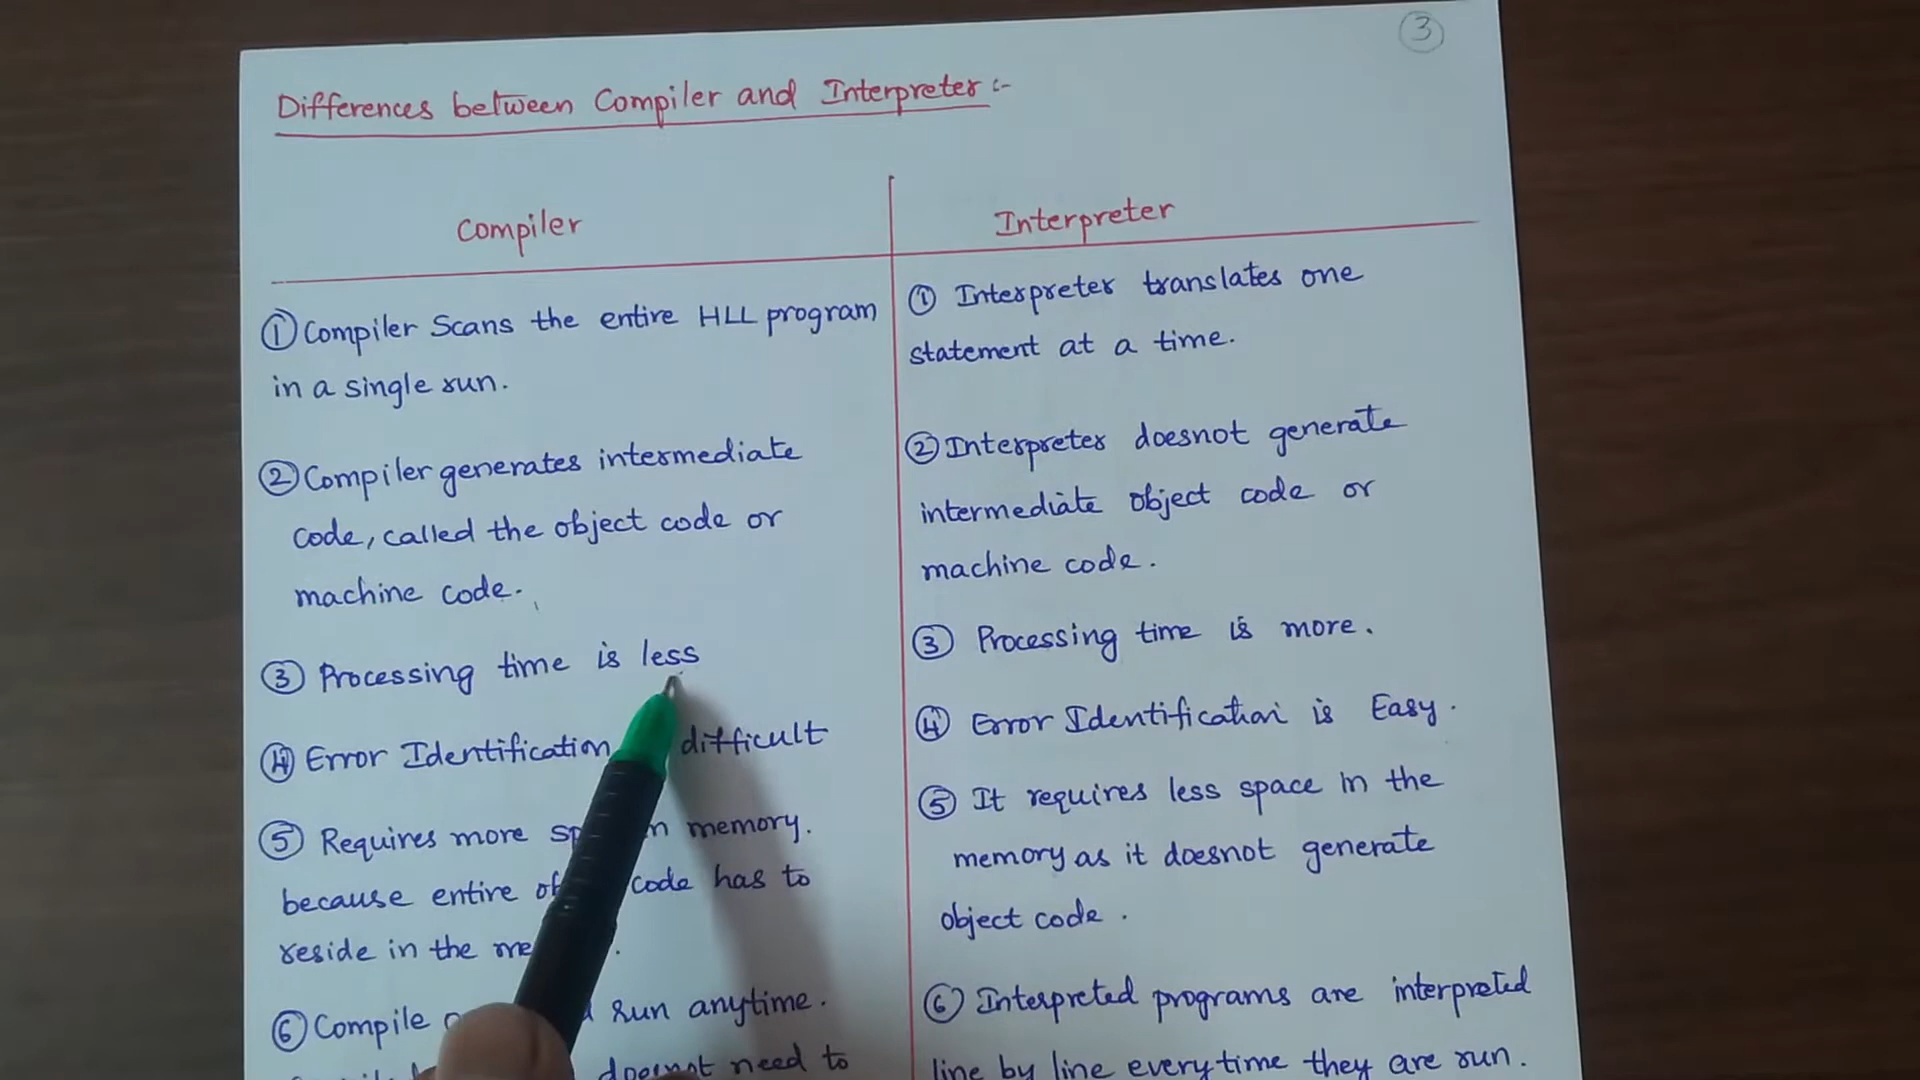 3
Differences between Compiler and Interpreter :-
Compiler
① Compiler Scans the entire HLL program
in a single run.
② Compiler generates intermediate
code, called the object code or
machine code.
③ Processing time is less
④ Error Identification difficult
⑤ Requires more memory.
because entire code has to
reside in the
⑥ Compile run anytime.
doesnot need to
Interpreter
① Interpreter translates one
statement at a time.
② Interpreter doesnot generate
intermediate object code or
machine code.
③ Processing time is more.
④ Error Identification is Easy.
⑤ It requires less space in the
memory as it doesnot generate
object code.
⑥ Interpreted programs are interpreted
line by line everytime they are run.